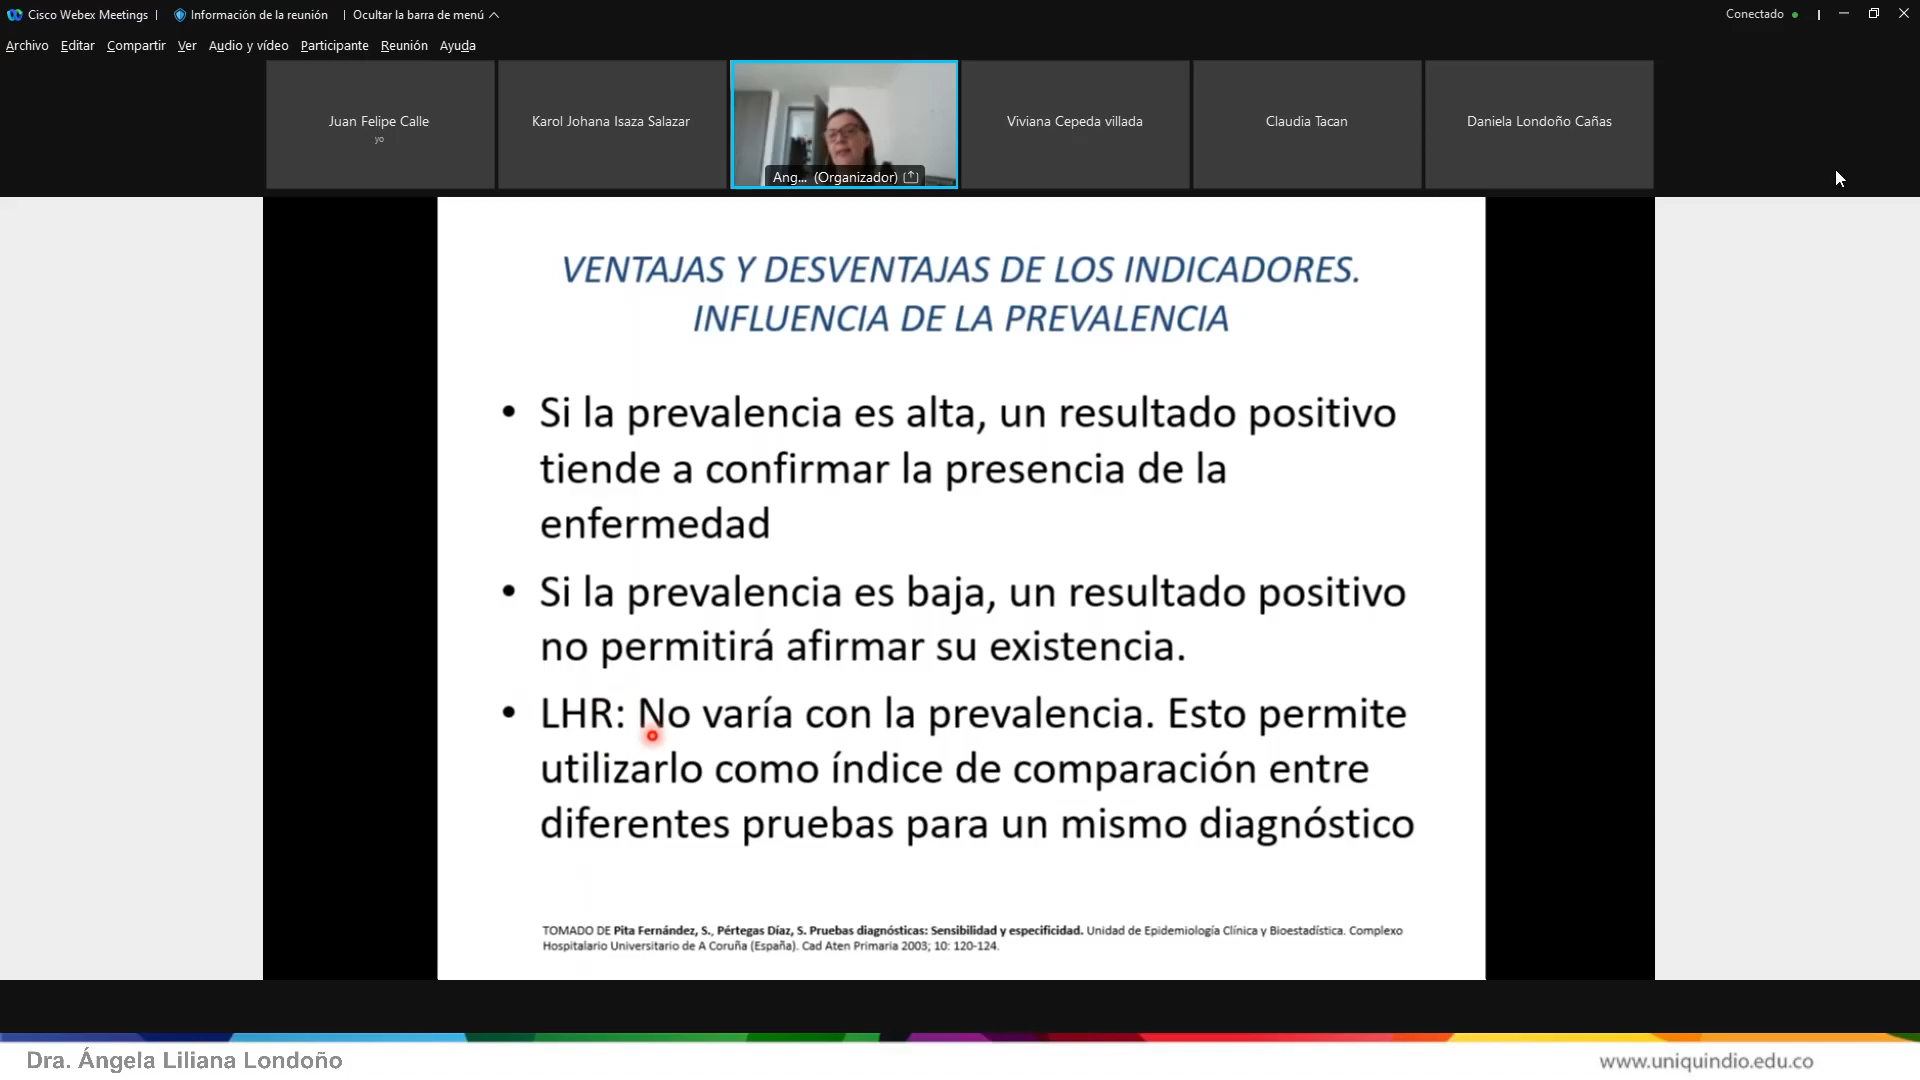 Cisco Webex Meetings | Información de la reunión | Ocultar la barra de menú
Conectado
Archivo Editar Compartir Ver Audio y vídeo Participante Reunión Ayuda
Juan Felipe Calle
yo
Karol Johana Isaza Salazar
Ang... (Organizador)
Viviana Cepeda villada
Claudia Tacan
Daniela Londoño Cañas
VENTAJAS Y DESVENTAJAS DE LOS INDICADORES.
INFLUENCIA DE LA PREVALENCIA
• Si la prevalencia es alta, un resultado positivo
tiende a confirmar la presencia de la
enfermedad
• Si la prevalencia es baja, un resultado positivo
no permitirá afirmar su existencia.
• LHR: No varía con la prevalencia. Esto permite
utilizarlo como índice de comparación entre
diferentes pruebas para un mismo diagnóstico
TOMADO DE Pita Fernández, S., Pértegas Díaz, S. Pruebas diagnósticas: Sensibilidad y especificidad. Unidad de Epidemiología Clínica y Bioestadística. Complexo
Hospitalario Universitario de A Coruña (España). Cad Aten Primaria 2003; 10: 120-124.
Dra. Ángela Liliana Londoño
www.uniquindio.edu.co